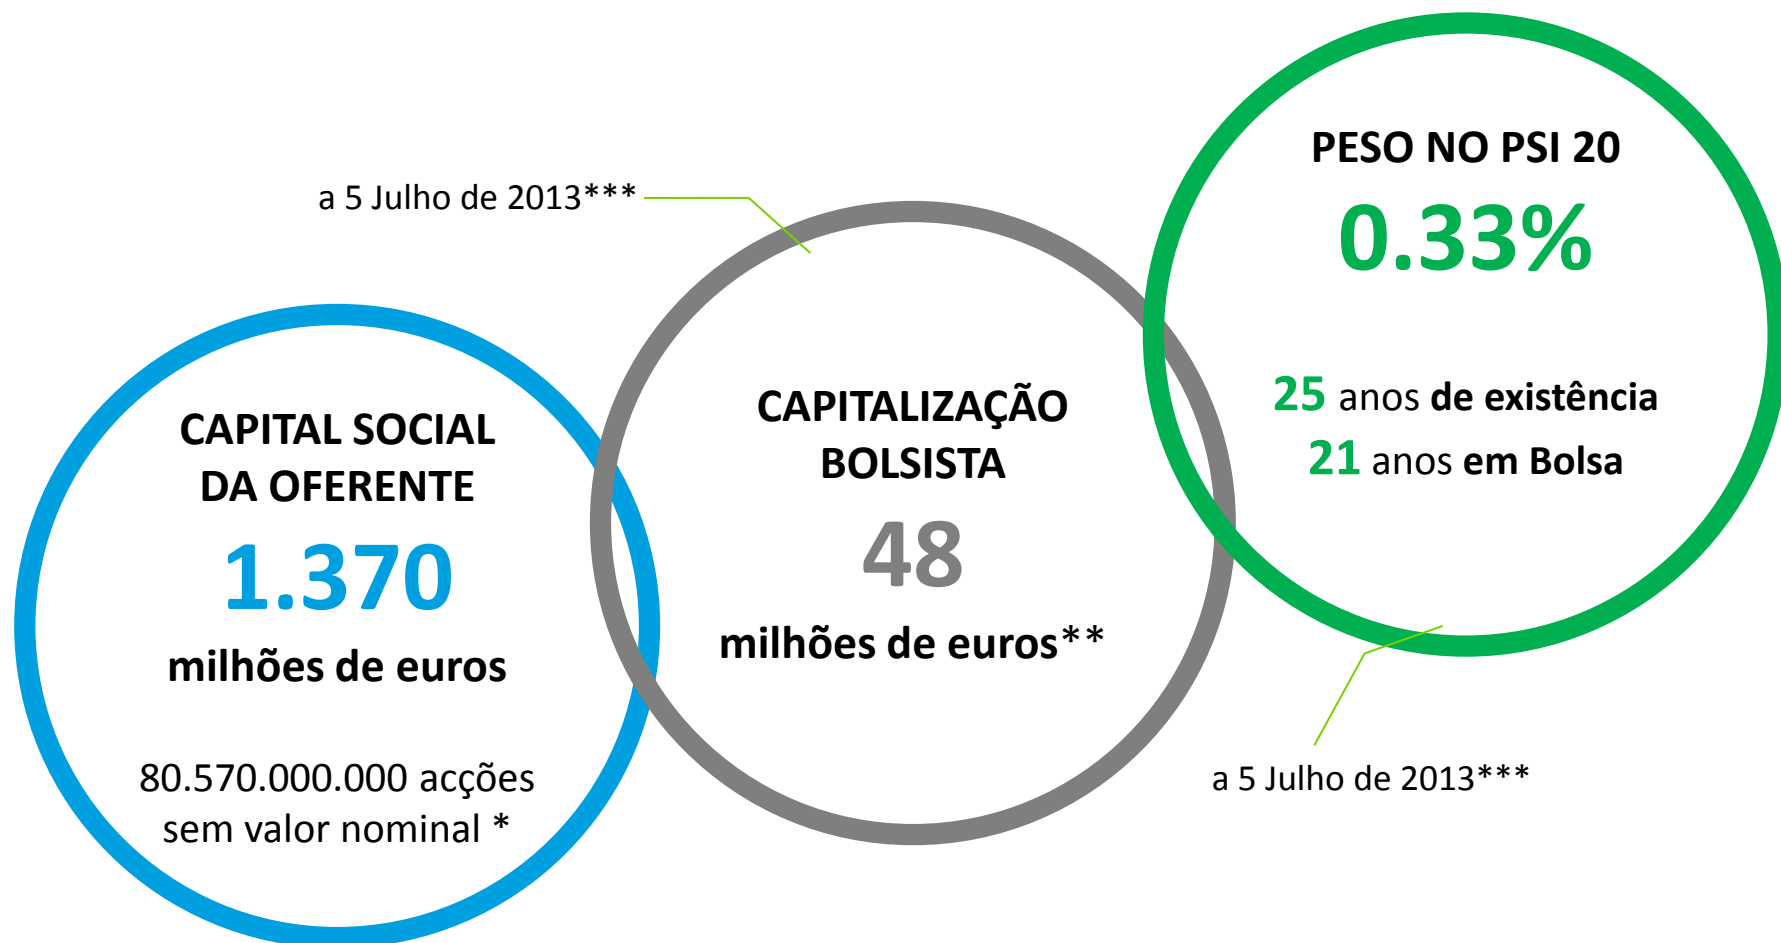 CAPITAL SOCIAL
DA OFERENTE
1.370
milhões de euros
80.570.000.000 acções
sem valor nominal *
a 5 Julho de 2013***
CAPITALIZAÇÃO
BOLSISTA
48
milhões de euros**
PESO NO PSI 20
0.33%
25 anos de existência
21 anos em Bolsa
a 5 Julho de 2013***